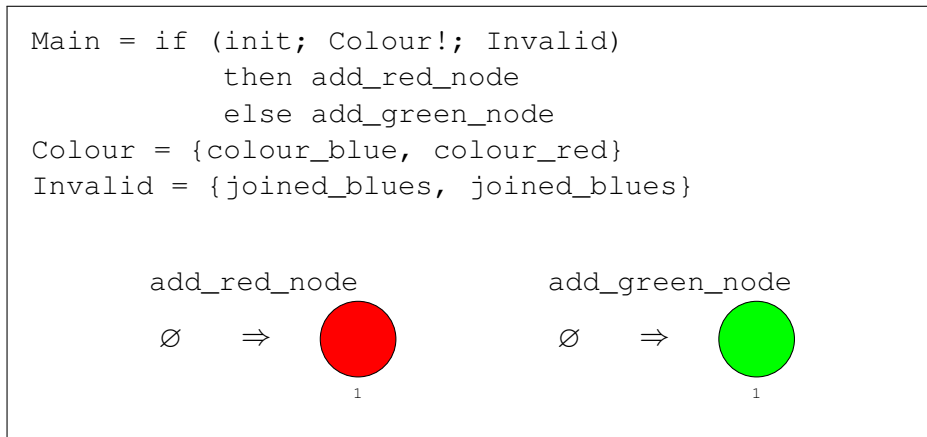 Main = if (init; Colour!; Invalid)
then add_red_node
else add_green_node
Colour = {colour_blue, colour_red}
Invalid = {joined_blues, joined_blues}
add_red_node add_green_node
∅ ⇒ ∅ ⇒
1 1